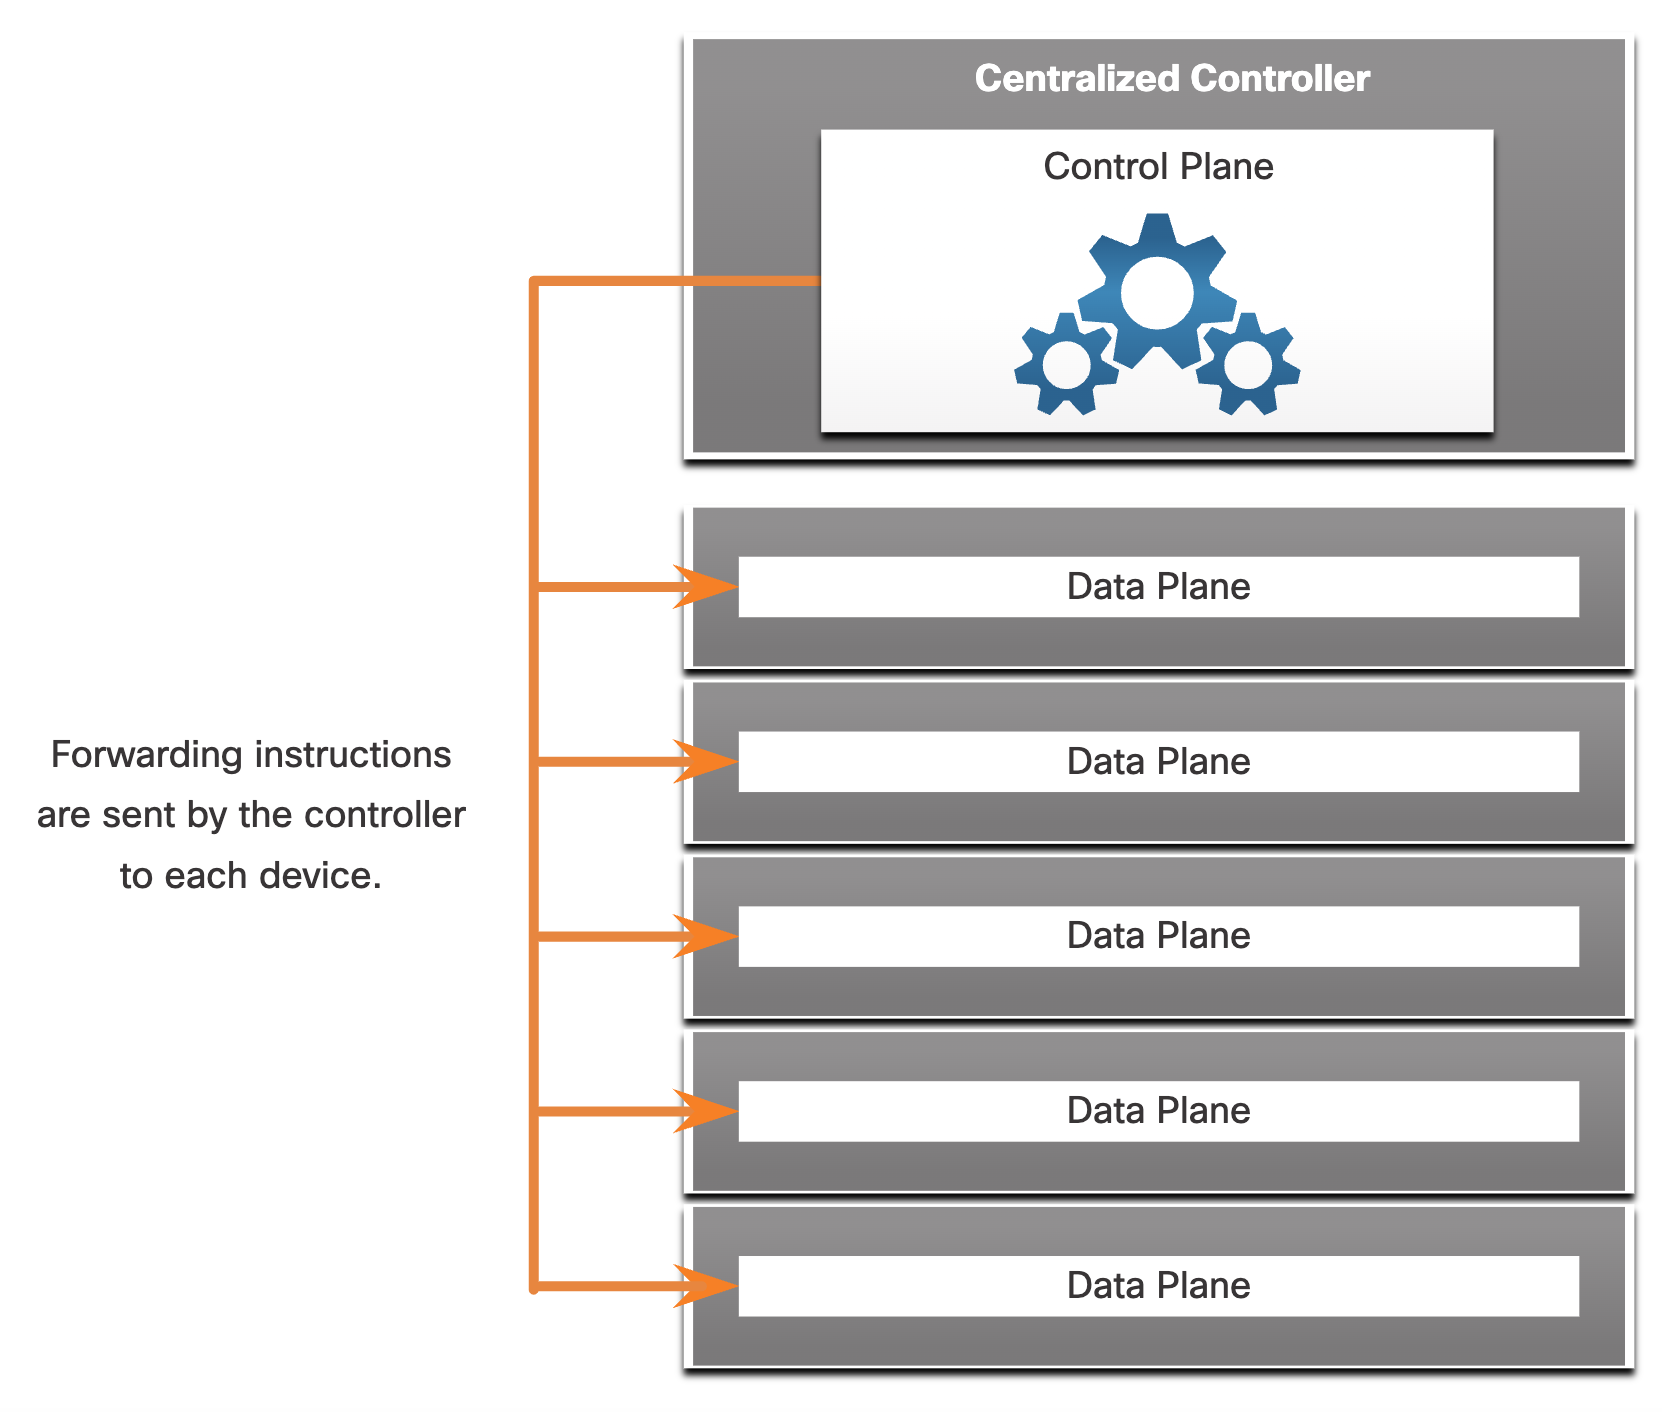 Centralized Controller
Control Plane
Data Plane
Data Plane
Forwarding instructions
are sent by the controller
to each device.
Data Plane
Data Plane
Data Plane